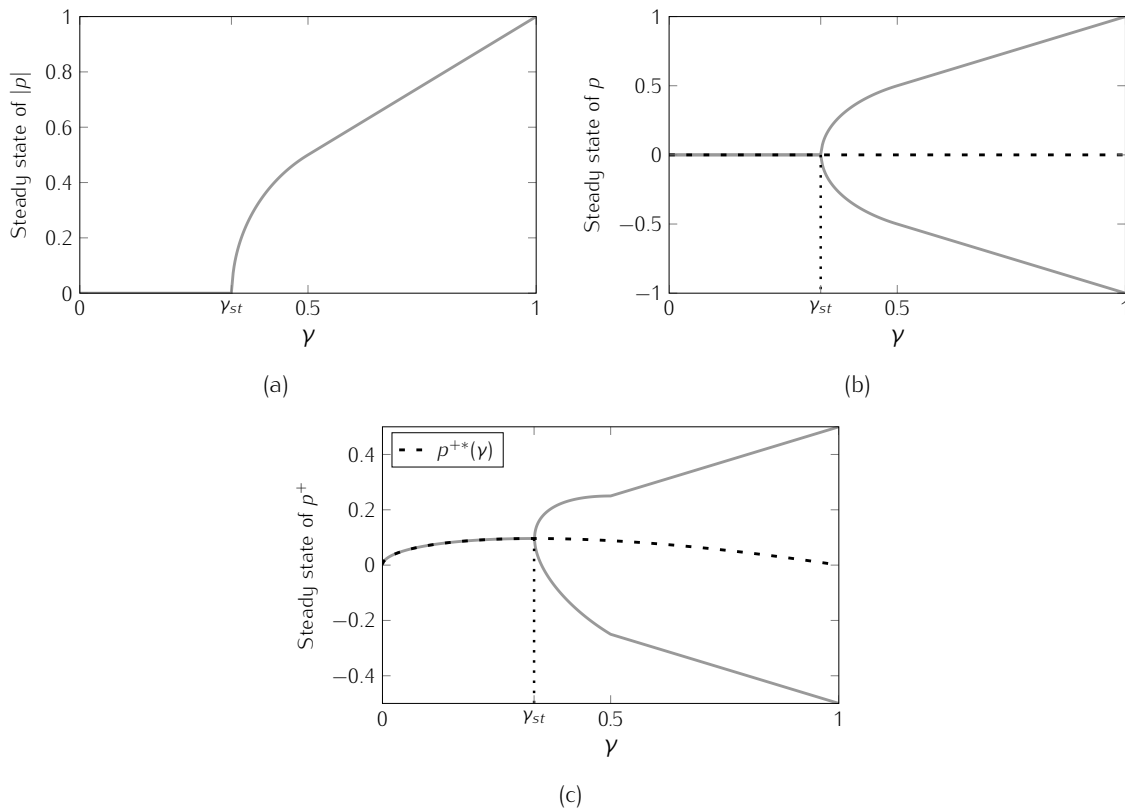 Steady state of |p|
1
0.8
0.6
0.4
0.2
0
0
γst
0.5
1
γ
(a)
Steady state of p
1
0.5
0
−0.5
−1
0
γst
0.5
1
γ
(b)
Steady state of p+
p+*(γ)
0.4
0.2
0
−0.2
−0.4
0
γst
0.5
1
γ
(c)